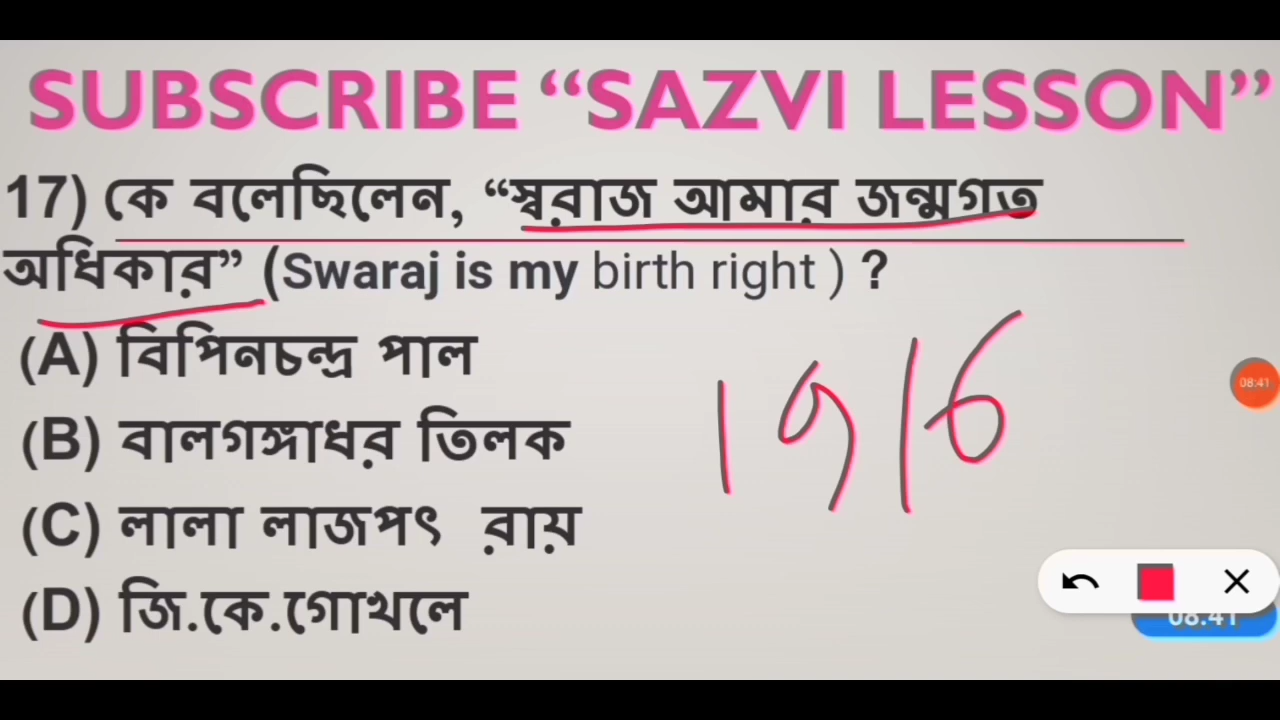 SUBSCRIBE “SAZVI LESSON”
17) কে বলেছিলেন, “স্বরাজ আমার জন্মগত
অধিকার” (Swaraj is my birth right ) ?
(A) বিপিনচন্দ্র পাল
(B) বালগঙ্গাধর তিলক
(C) লালা লাজপৎ রায়
(D) জি.কে.গোখলে
1916
08:41
08:41